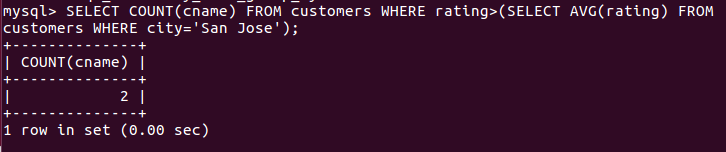 mysql> SELECT COUNT(cname) FROM customers WHERE rating>(SELECT AVG(rating) FROM
customers WHERE city='San Jose');
+--------------+
| COUNT(cname) |
+--------------+
|            2 |
+--------------+
1 row in set (0.00 sec)